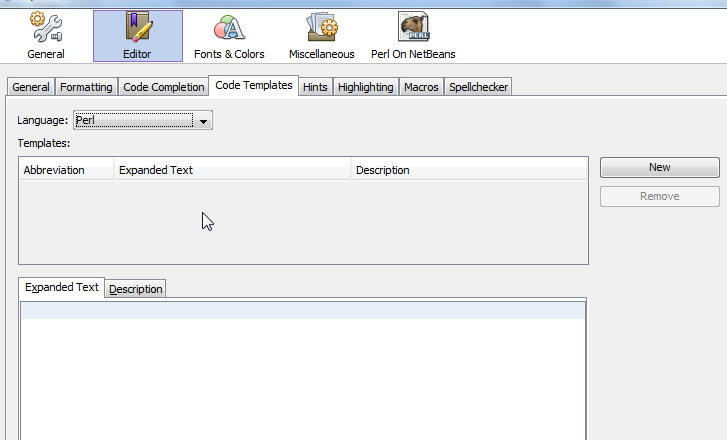 General Editor Fonts & Colors Miscellaneous Perl On NetBeans
General Formatting Code Completion Code Templates Hints Highlighting Macros Spellchecker
Language: Perl
Templates:
Abbreviation Expanded Text Description
New
Remove
Expanded Text Description